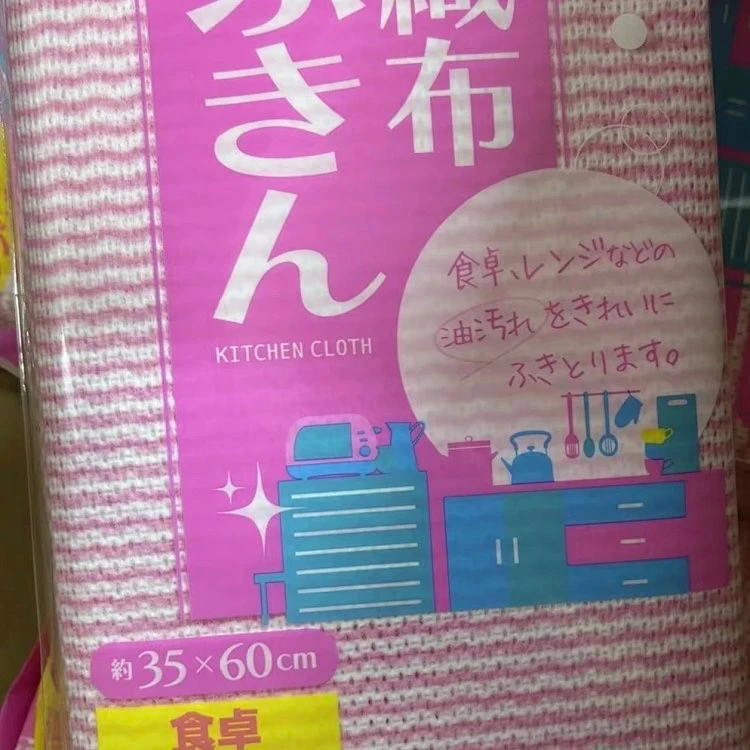 織布
ふきん
KITCHEN CLOTH
食卓、レンジなどの
油汚れをきれいに
ふきとります。
約35×60cm
食卓